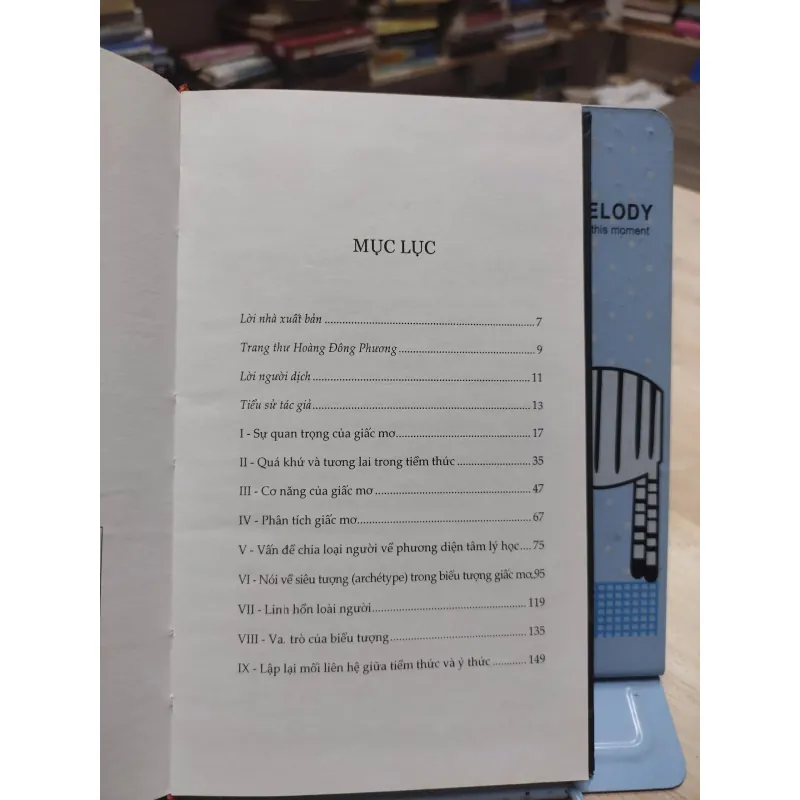 MỤC LỤC
Lời nhà xuất bản ........ 7
Trang thư Hoàng Đông Phương ........ 9
Lời người dịch ........ 11
Tiểu sử tác giả ........ 13
I - Sự quan trọng của giấc mơ ........ 17
II - Quá khứ và tương lai trong tiềm thức ........ 35
III - Cơ năng của giấc mơ ........ 47
IV - Phân tích giấc mơ ........ 67
V - Vấn đề chia loại người về phương diện tâm lý học .... 75
VI - Nói về siêu tượng (archétype) trong biểu tượng giấc mơ. 95
VII - Linh hồn loài người ........ 119
VIII - Va. trò của biểu tượng ........ 135
IX - Lập lại mối liên hệ giữa tiềm thức và ý thức ........ 149
ELODY
this moment